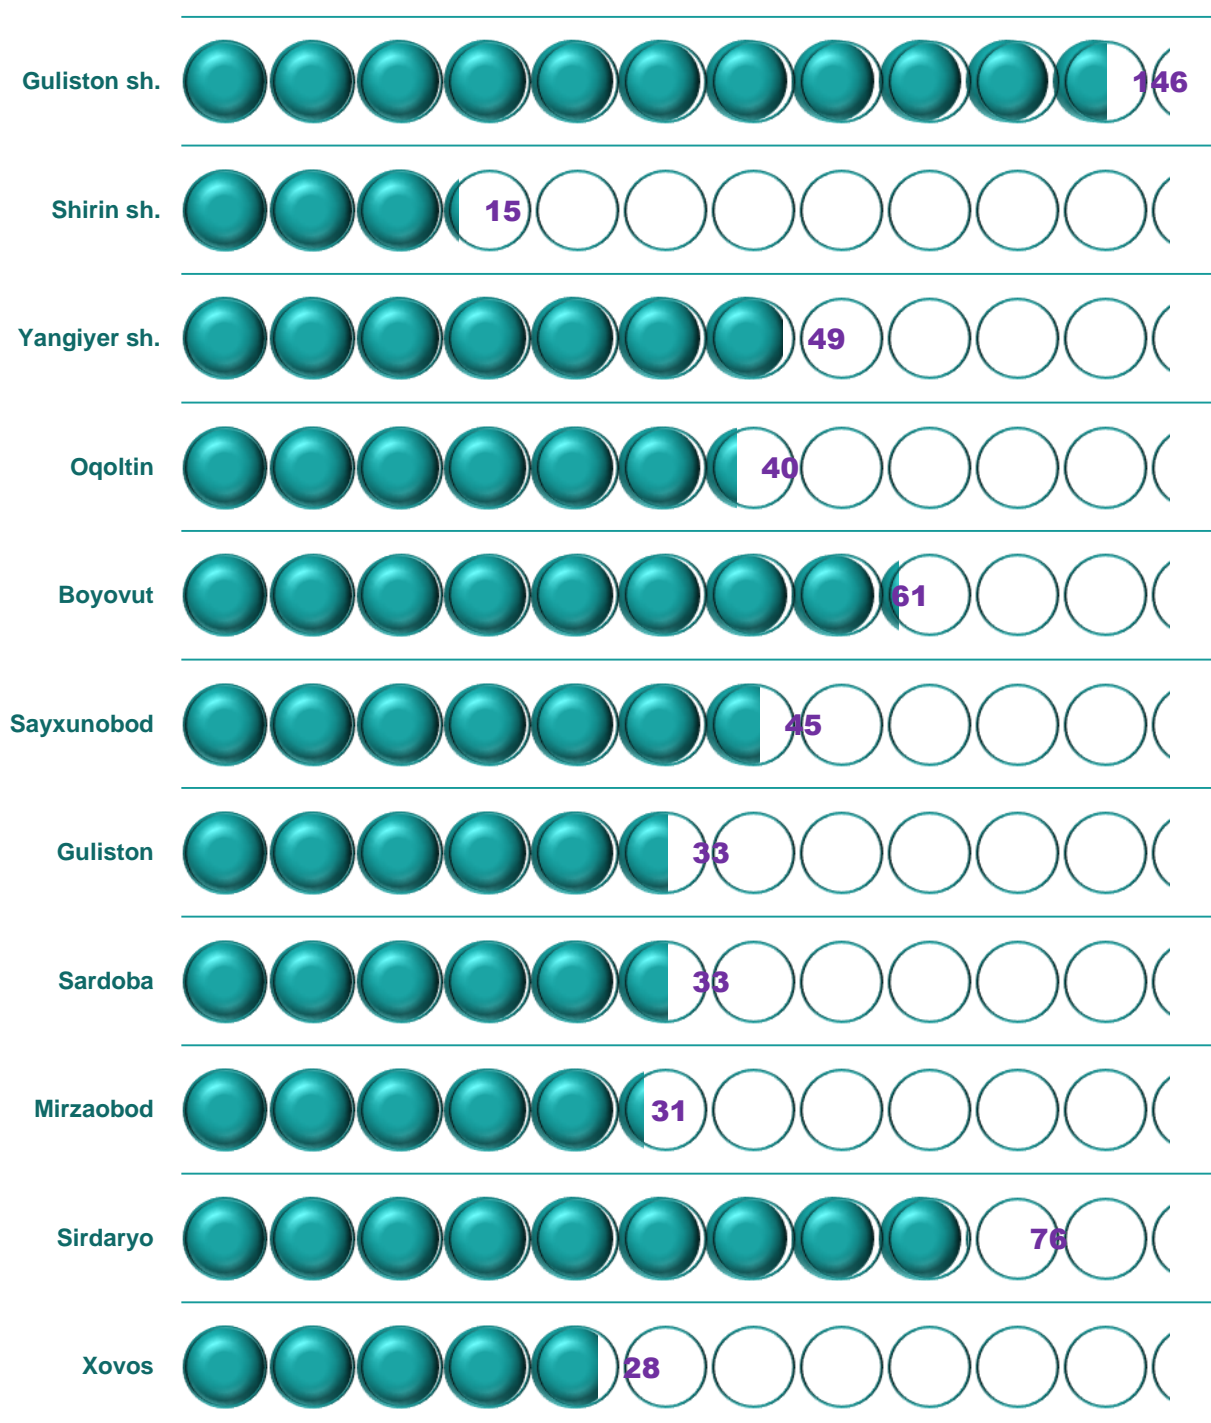 Guliston sh. 146
Shirin sh. 15
Yangiyer sh. 49
Oqoltin 40
Boyovut 61
Sayxunobod 45
Guliston 33
Sardoba 33
Mirzaobod 31
Sirdaryo 76
Xovos 28